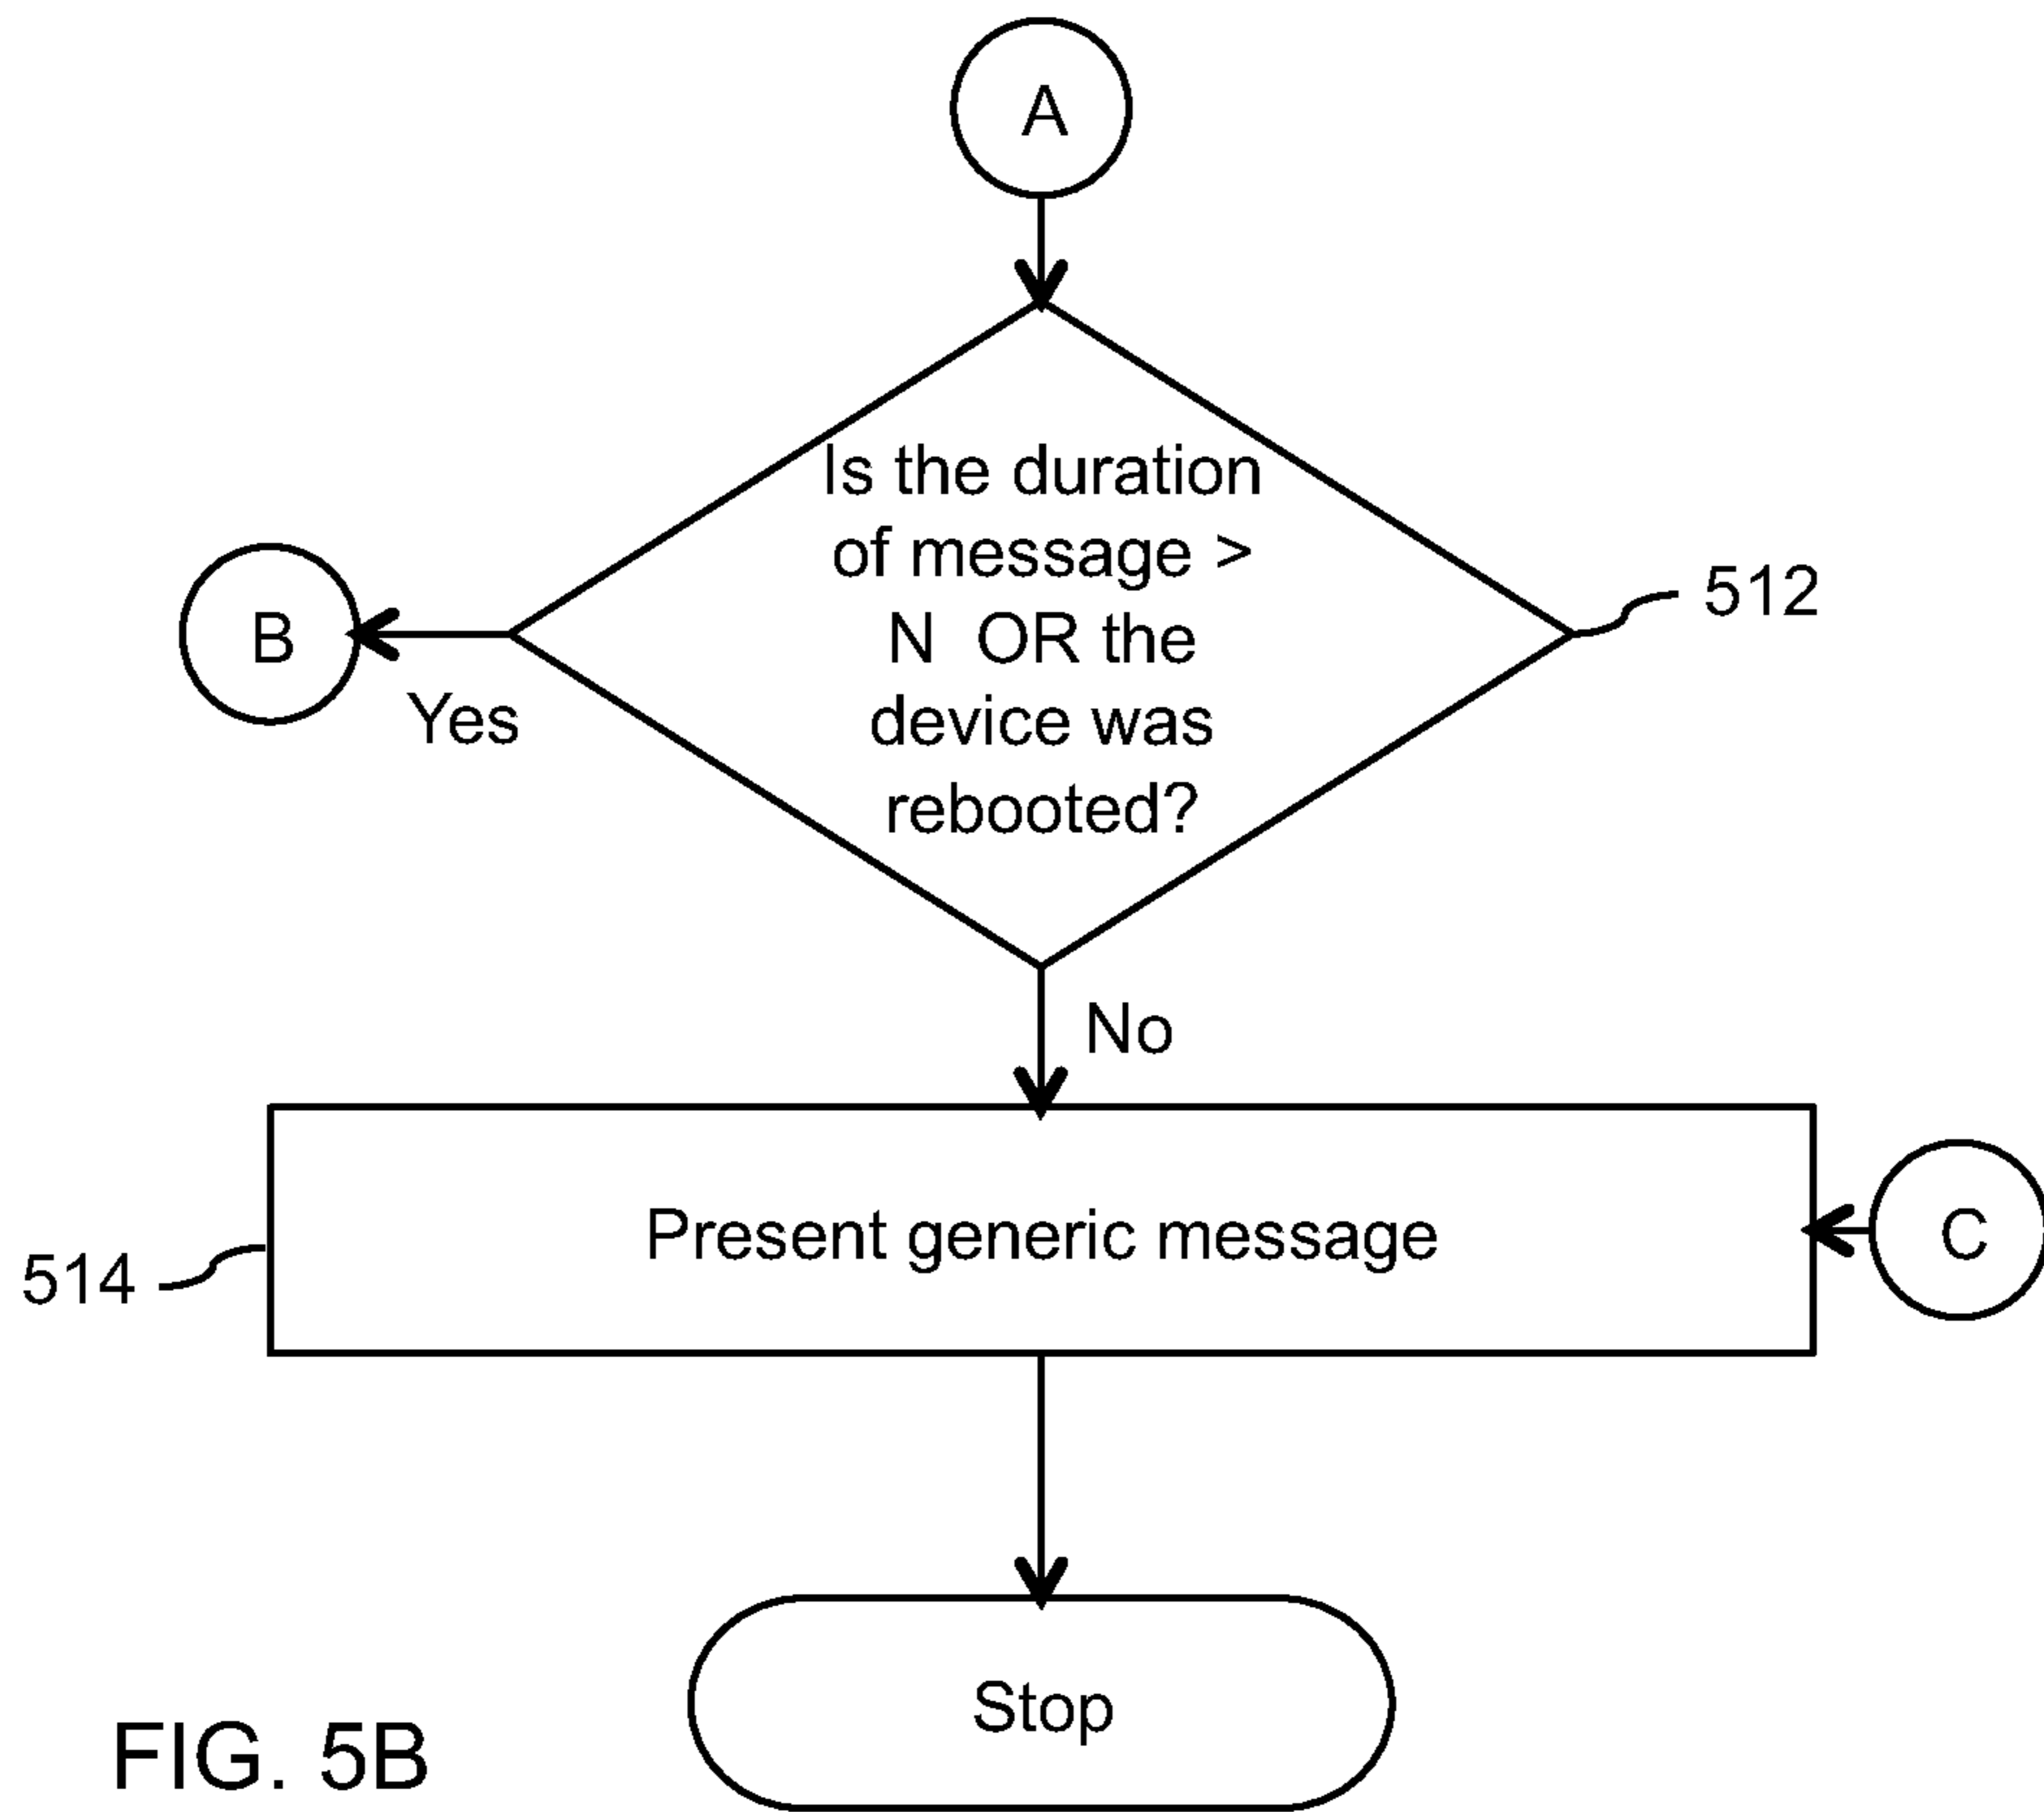 A
Is the duration
of message >
N OR the
device was
rebooted?
512
B
Yes
No
Present generic message
C
514
Stop
FIG. 5B